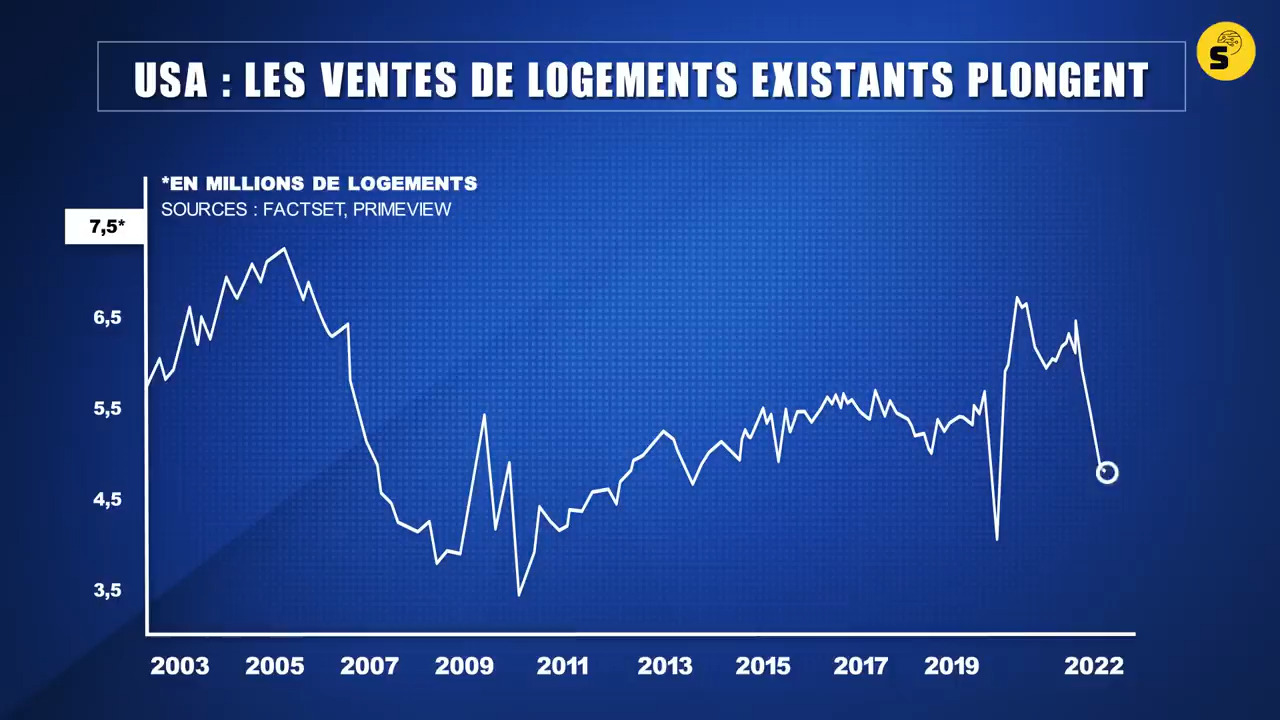 USA : LES VENTES DE LOGEMENTS EXISTANTS PLONGENT
S
*EN MILLIONS DE LOGEMENTS
SOURCES : FACTSET, PRIMEVIEW
7,5*
6,5
5,5
4,5
3,5
2003 2005 2007 2009 2011 2013 2015 2017 2019 2022